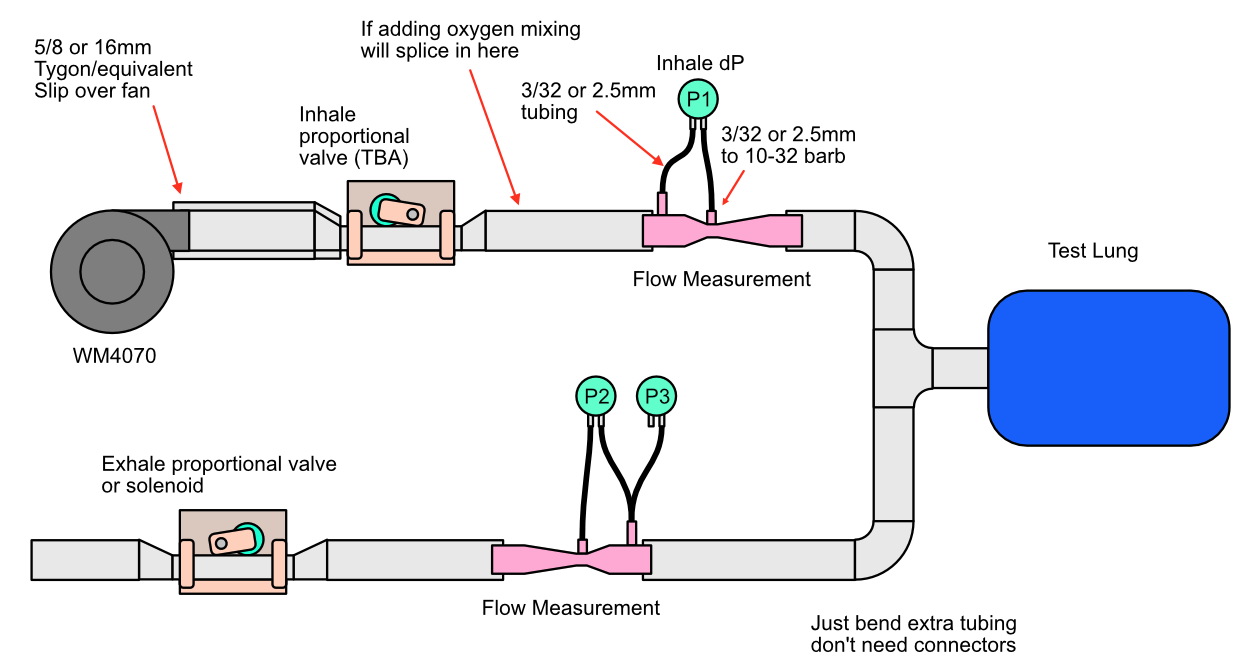 If adding oxygen mixing
will splice in here
5/8 or 16mm
Tygon/equivalent
Slip over fan
Inhale dP
P1
3/32 or 2.5mm
tubing
Inhale
proportional
valve (TBA)
3/32 or 2.5mm
to 10-32 barb
Flow Measurement
Test Lung
WM4070
P2
P3
Exhale proportional valve
or solenoid
Flow Measurement
Just bend extra tubing
don't need connectors